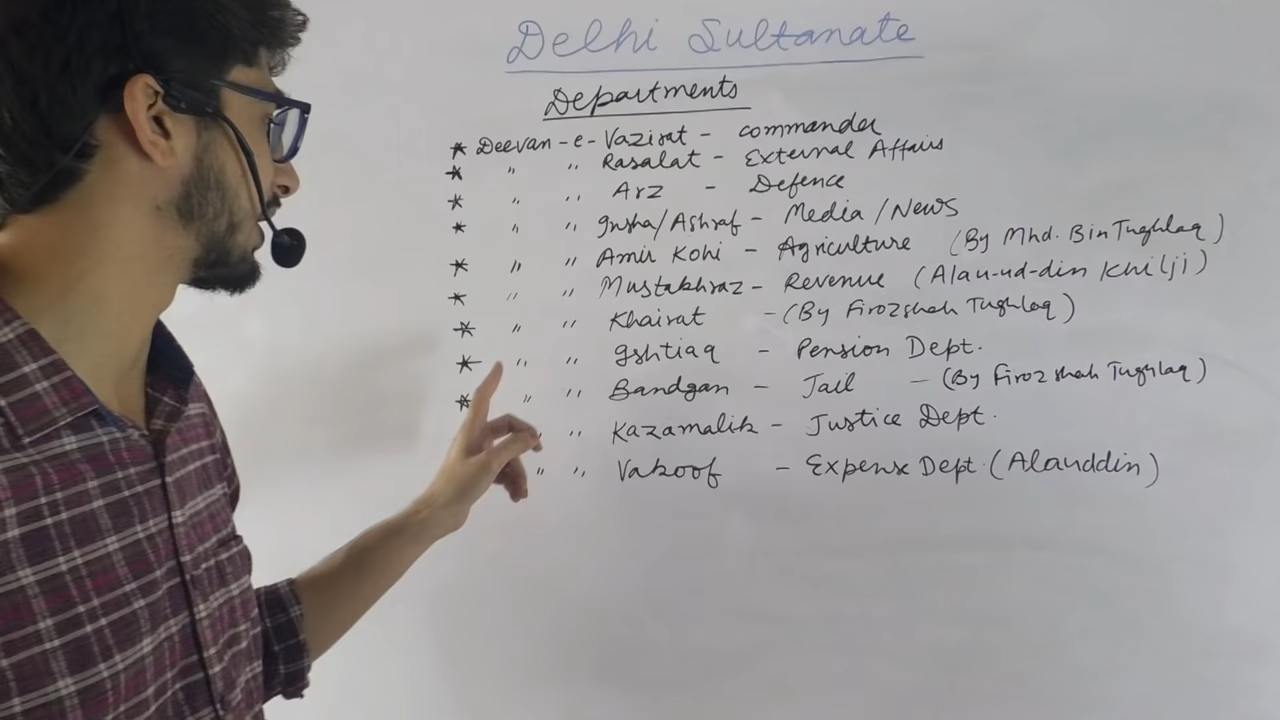 Delhi Sultanate
Departments
* Deevan - e - Vazirat - commander
* " " Rasalat - External Affairs
* " " Arz - Defence
* " " Insha/Ashraf - Media/News
* " " Amir Kohi - Agriculture (By Mhd. Bin Tughlaq)
* " " Mustakhraz - Revenue (Alau-ud-din Khilji)
* " " Khairat - (By Firozshah Tughlaq)
* " " Ishtiaq - Pension Dept.
* " " Bandgan - Jail - (By Firoz shah Tughlaq)
" " Kazamalik - Justice Dept.
" " Vakoof - Expense Dept. (Alauddin)